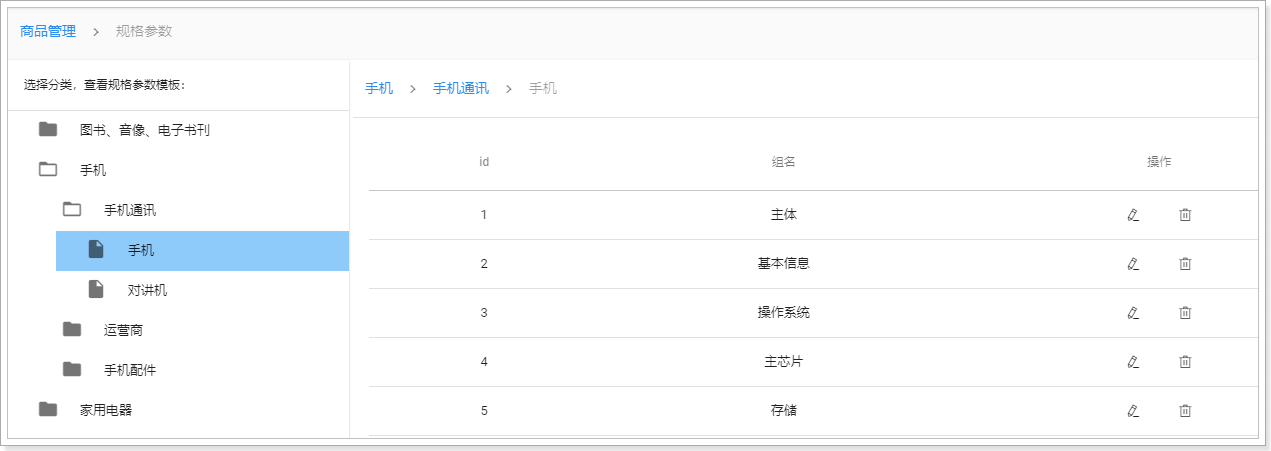 商品管理 > 规格参数
选择分类，查看规格参数模板：
图书、音像、电子书刊
手机
手机通讯
手机
对讲机
运营商
手机配件
家用电器
手机 > 手机通讯 > 手机
id 组名 操作
1 主体
2 基本信息
3 操作系统
4 主芯片
5 存储